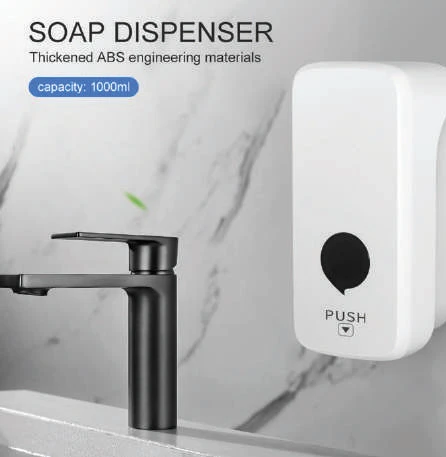 SOAP DISPENSER
Thickened ABS engineering materials
capacity: 1000ml
PUSH